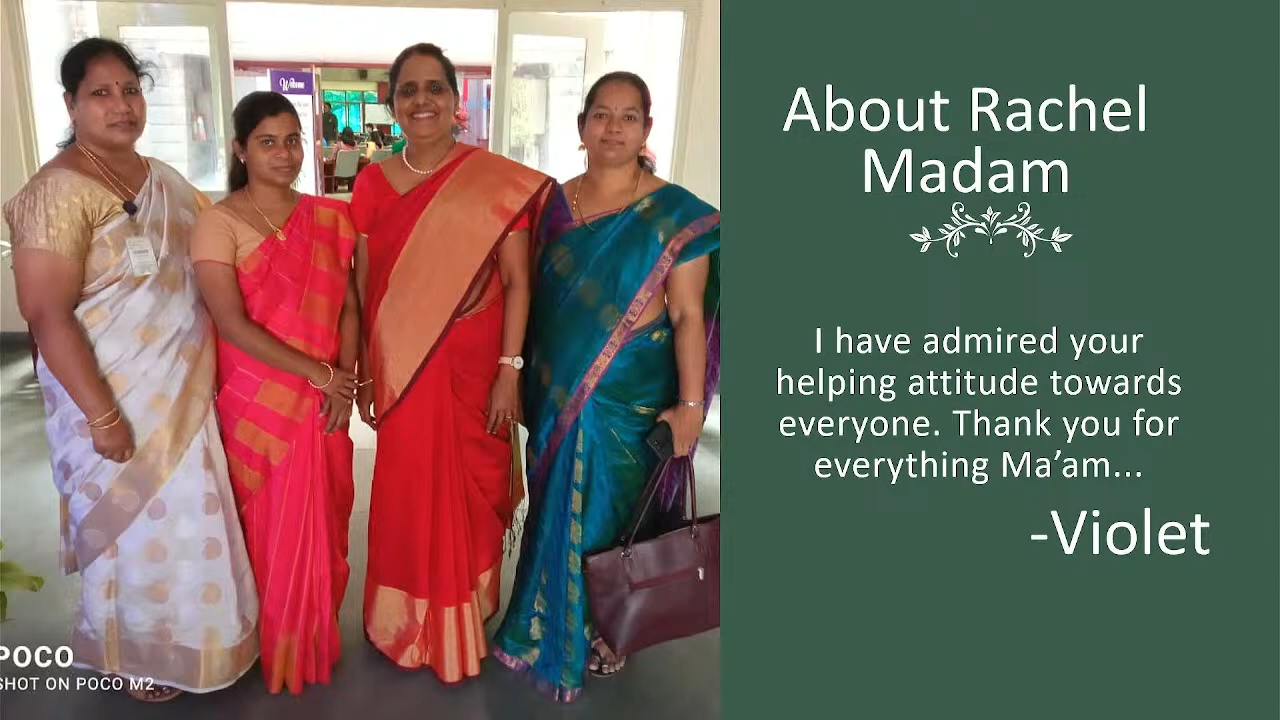 Welcome
About Rachel
Madam
I have admired your
helping attitude towards
everyone. Thank you for
everything Ma’am...
-Violet
POCO
SHOT ON POCO M2